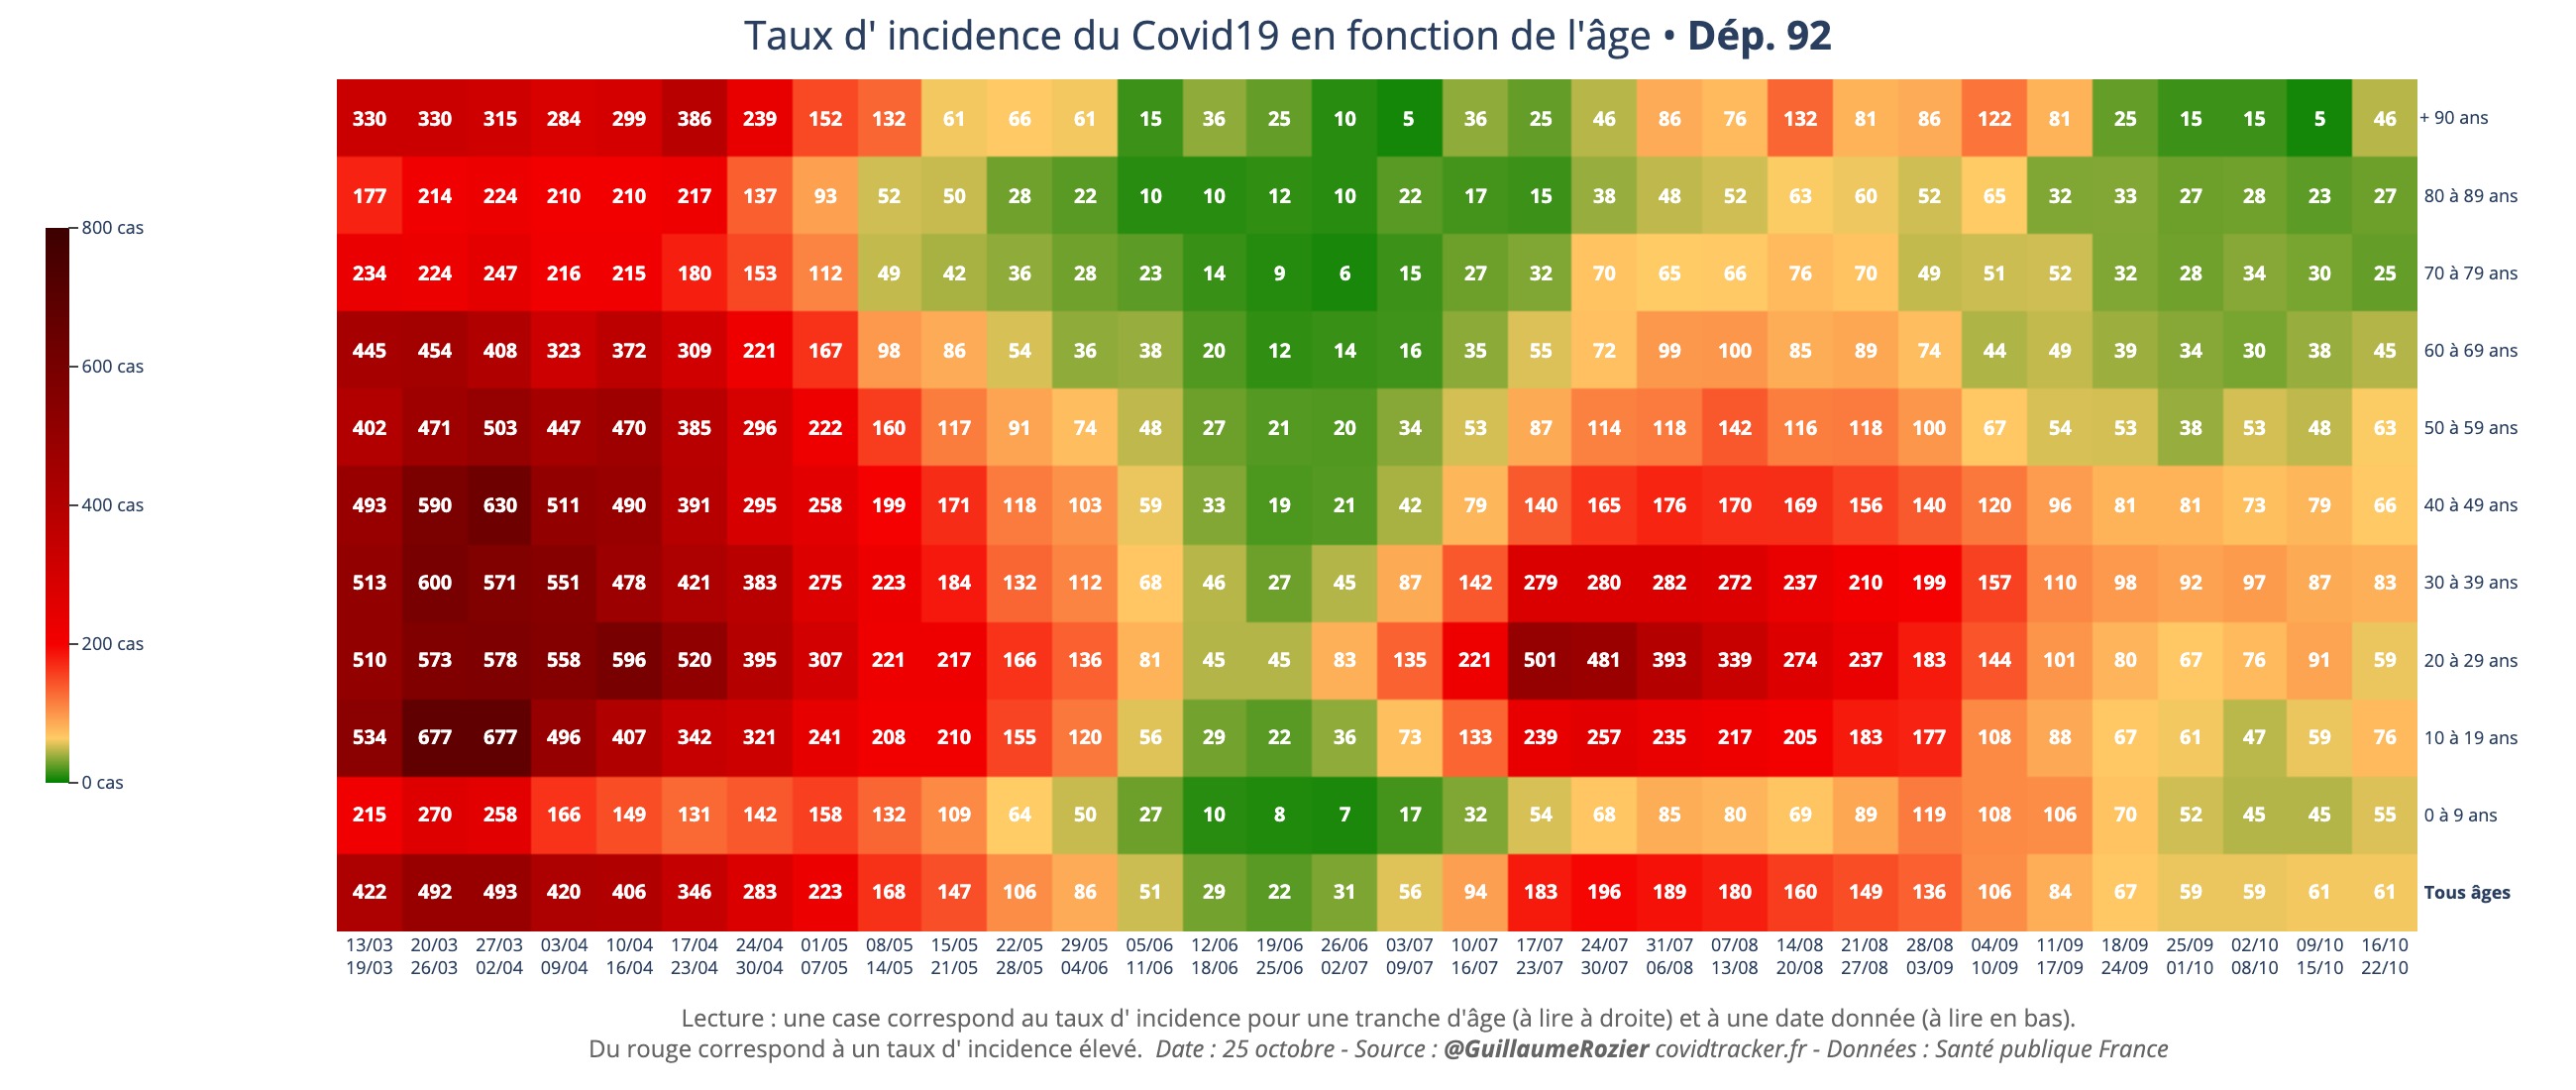 Taux d' incidence du Covid19 en fonction de l'âge • Dép. 92
800 cas
600 cas
400 cas
200 cas
0 cas
330 330 315 284 299 386 239 152 132 61 66 61 15 36 25 10 5 36 25 46 86 76 132 81 86 122 81 25 15 15 5 46 + 90 ans
177 214 224 210 210 217 137 93 52 50 28 22 10 10 12 10 22 17 15 38 48 52 63 60 52 65 32 33 27 28 23 27 80 à 89 ans
234 224 247 216 215 180 153 112 49 42 36 28 23 14 9 6 15 27 32 70 65 66 76 70 49 51 52 32 28 34 30 25 70 à 79 ans
445 454 408 323 372 309 221 167 98 86 54 36 38 20 12 14 16 35 55 72 99 100 85 89 74 44 49 39 34 30 38 45 60 à 69 ans
402 471 503 447 470 385 296 222 160 117 91 74 48 27 21 20 34 53 87 114 118 142 116 118 100 67 54 53 38 53 48 63 50 à 59 ans
493 590 630 511 490 391 295 258 199 171 118 103 59 33 19 21 42 79 140 165 176 170 169 156 140 120 96 81 81 73 79 66 40 à 49 ans
513 600 571 551 478 421 383 275 223 184 132 112 68 46 27 45 87 142 279 280 282 272 237 210 199 157 110 98 92 97 87 83 30 à 39 ans
510 573 578 558 596 520 395 307 221 217 166 136 81 45 45 83 135 221 501 481 393 339 274 237 183 144 101 80 67 76 91 59 20 à 29 ans
534 677 677 496 407 342 321 241 208 210 155 120 56 29 22 36 73 133 239 257 235 217 205 183 177 108 88 67 61 47 59 76 10 à 19 ans
215 270 258 166 149 131 142 158 132 109 64 50 27 10 8 7 17 32 54 68 85 80 69 89 119 108 106 70 52 45 45 55 0 à 9 ans
422 492 493 420 406 346 283 223 168 147 106 86 51 29 22 31 56 94 183 196 189 180 160 149 136 106 84 67 59 59 61 61 Tous âges
13/03 20/03 27/03 03/04 10/04 17/04 24/04 01/05 08/05 15/05 22/05 29/05 05/06 12/06 19/06 26/06 03/07 10/07 17/07 24/07 31/07 07/08 14/08 21/08 28/08 04/09 11/09 18/09 25/09 02/10 09/10 16/10
19/03 26/03 02/04 09/04 16/04 23/04 30/04 07/05 14/05 21/05 28/05 04/06 11/06 18/06 25/06 02/07 09/07 16/07 23/07 30/07 06/08 13/08 20/08 27/08 03/09 10/09 17/09 24/09 01/10 08/10 15/10 22/10
Lecture : une case correspond au taux d' incidence pour une tranche d'âge (à lire à droite) et à une date donnée (à lire en bas).
Du rouge correspond à un taux d' incidence élevé. Date : 25 octobre - Source : @GuillaumeRozier covidtracker.fr - Données : Santé publique France